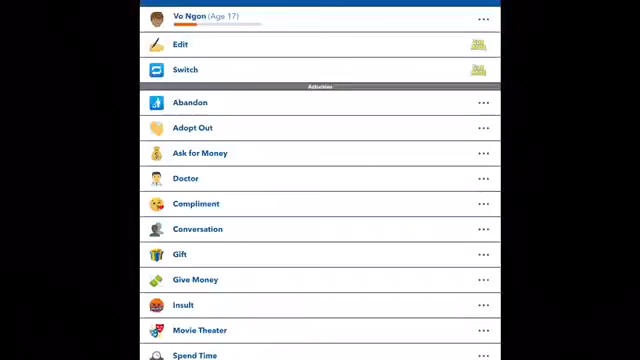 Vo Ngon (Age 17)
Edit
Switch
Activities
Abandon
Adopt Out
Ask for Money
Doctor
Compliment
Conversation
Gift
Give Money
Insult
Movie Theater
Spend Time